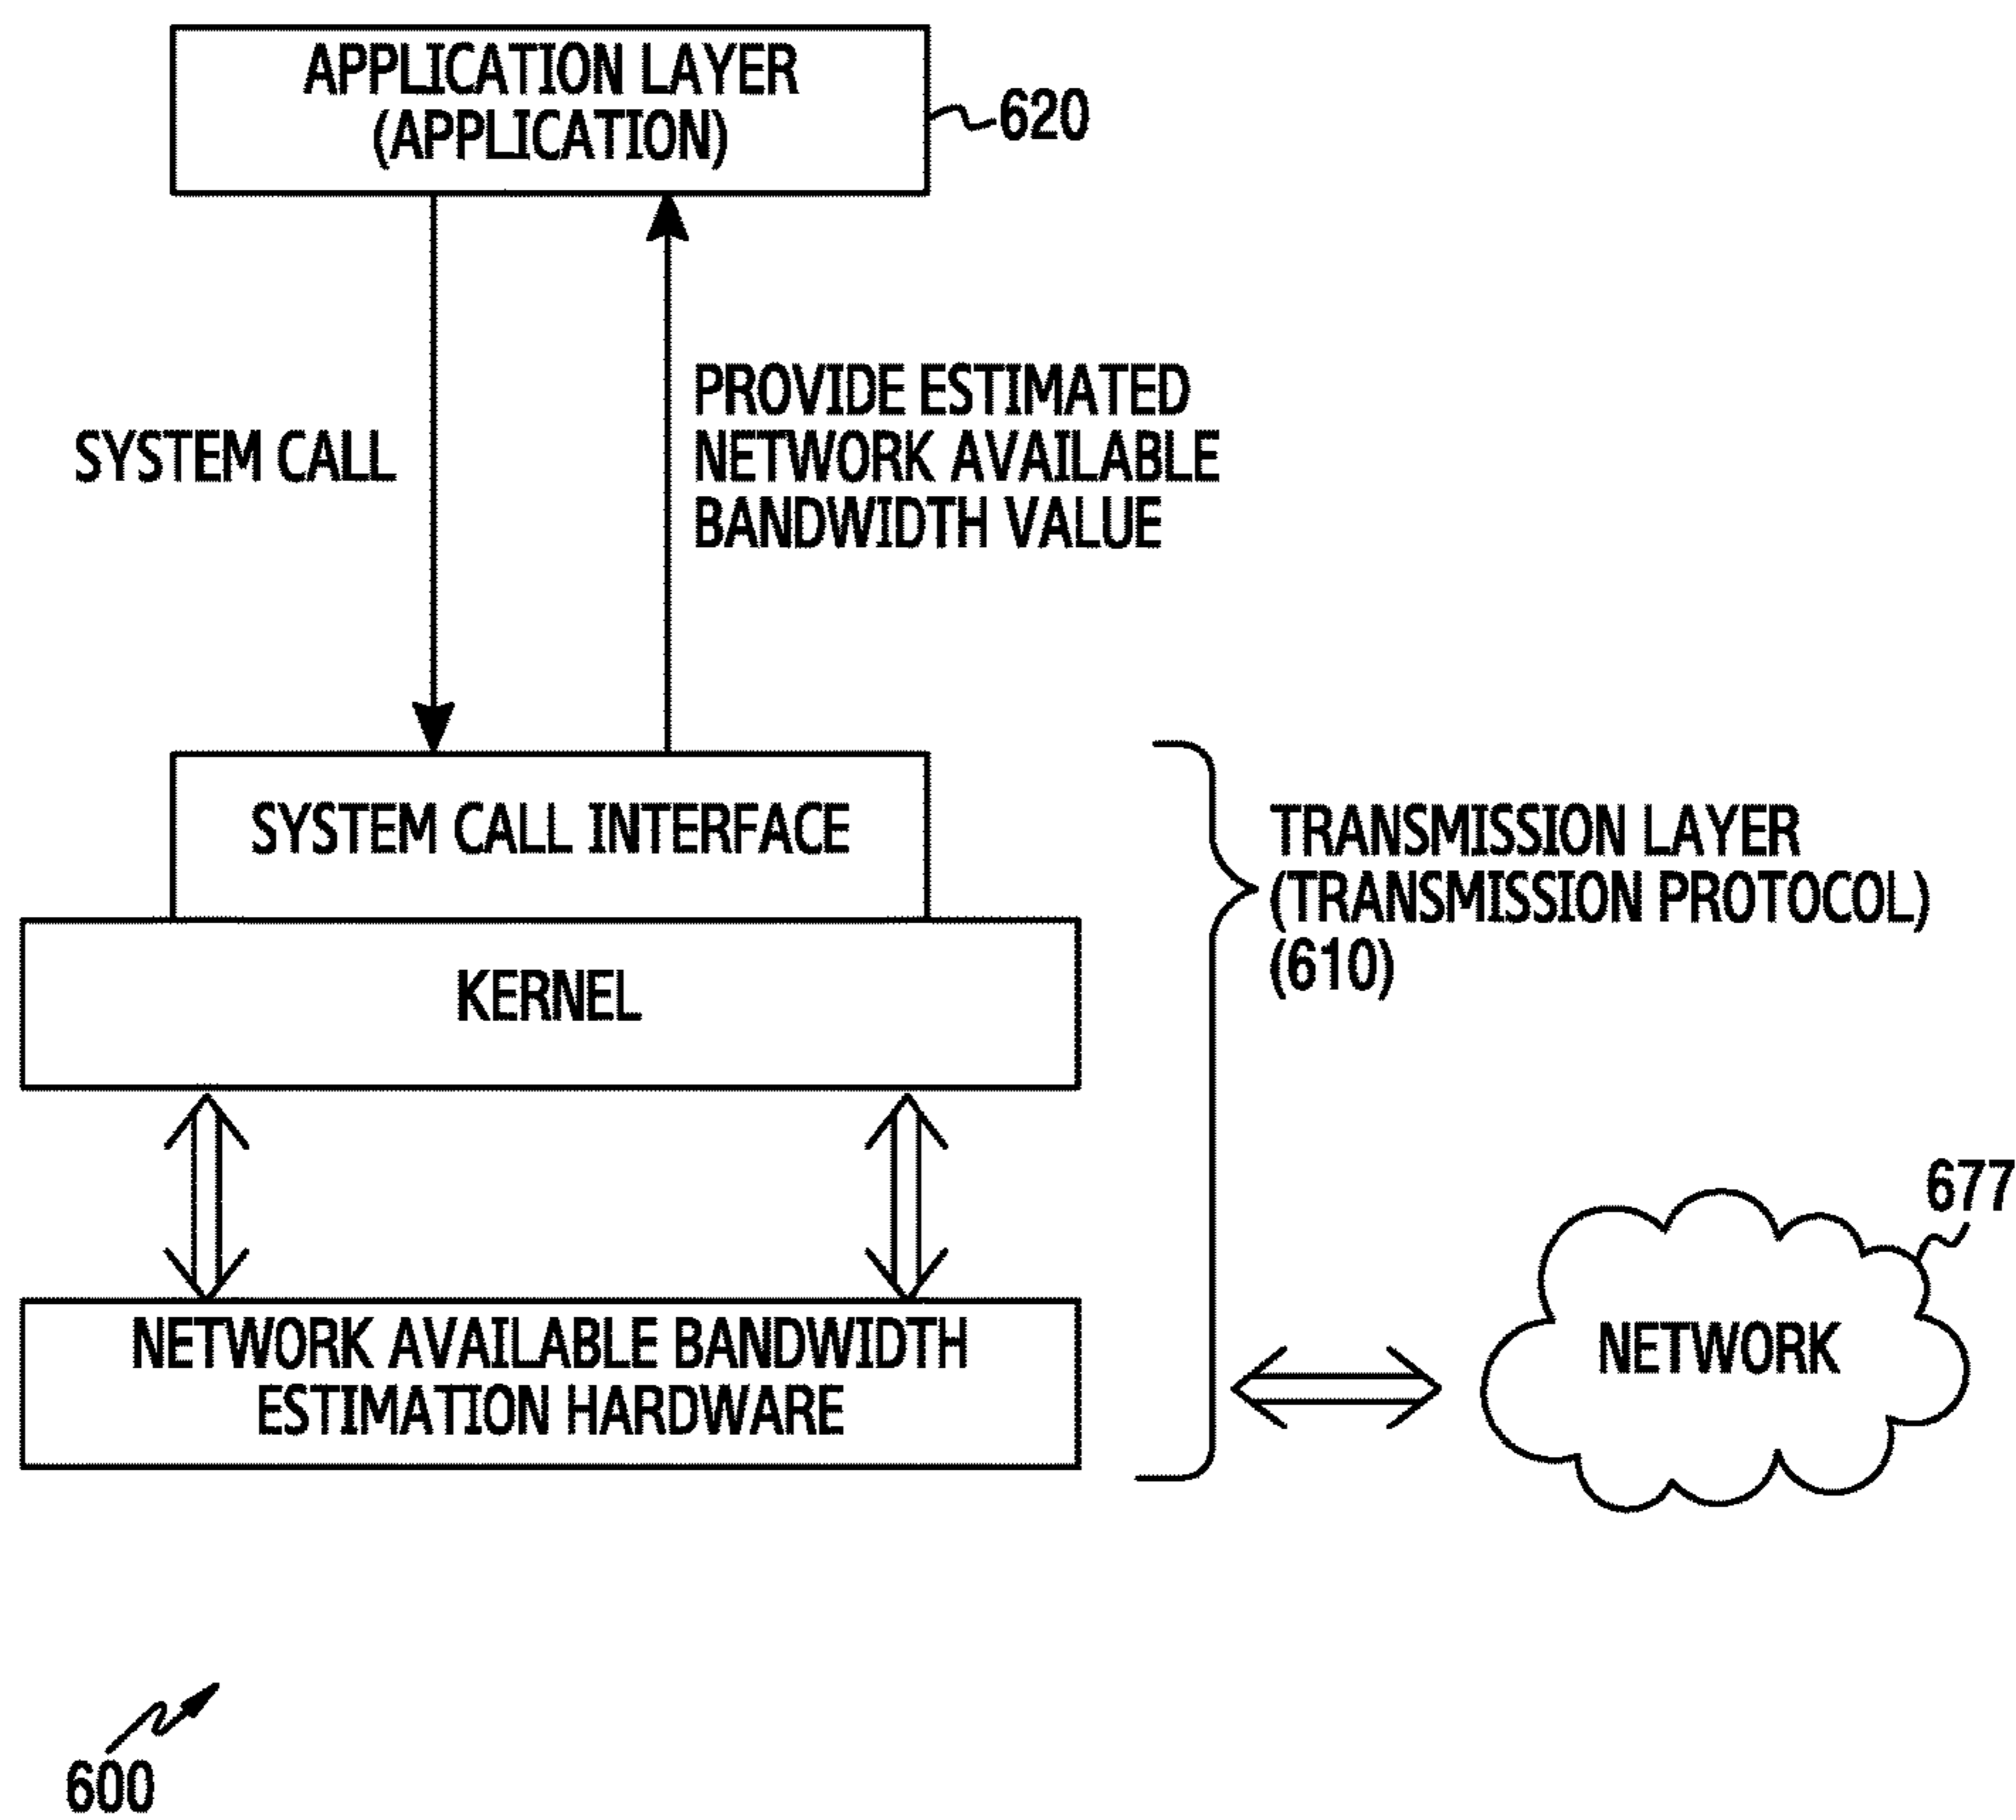 APPLICATION LAYER
(APPLICATION)
620
SYSTEM CALL
PROVIDE ESTIMATED
NETWORK AVAILABLE
BANDWIDTH VALUE
SYSTEM CALL INTERFACE
TRANSMISSION LAYER
(TRANSMISSION PROTOCOL)
(610)
KERNEL
677
NETWORK
NETWORK AVAILABLE BANDWIDTH
ESTIMATION HARDWARE
600